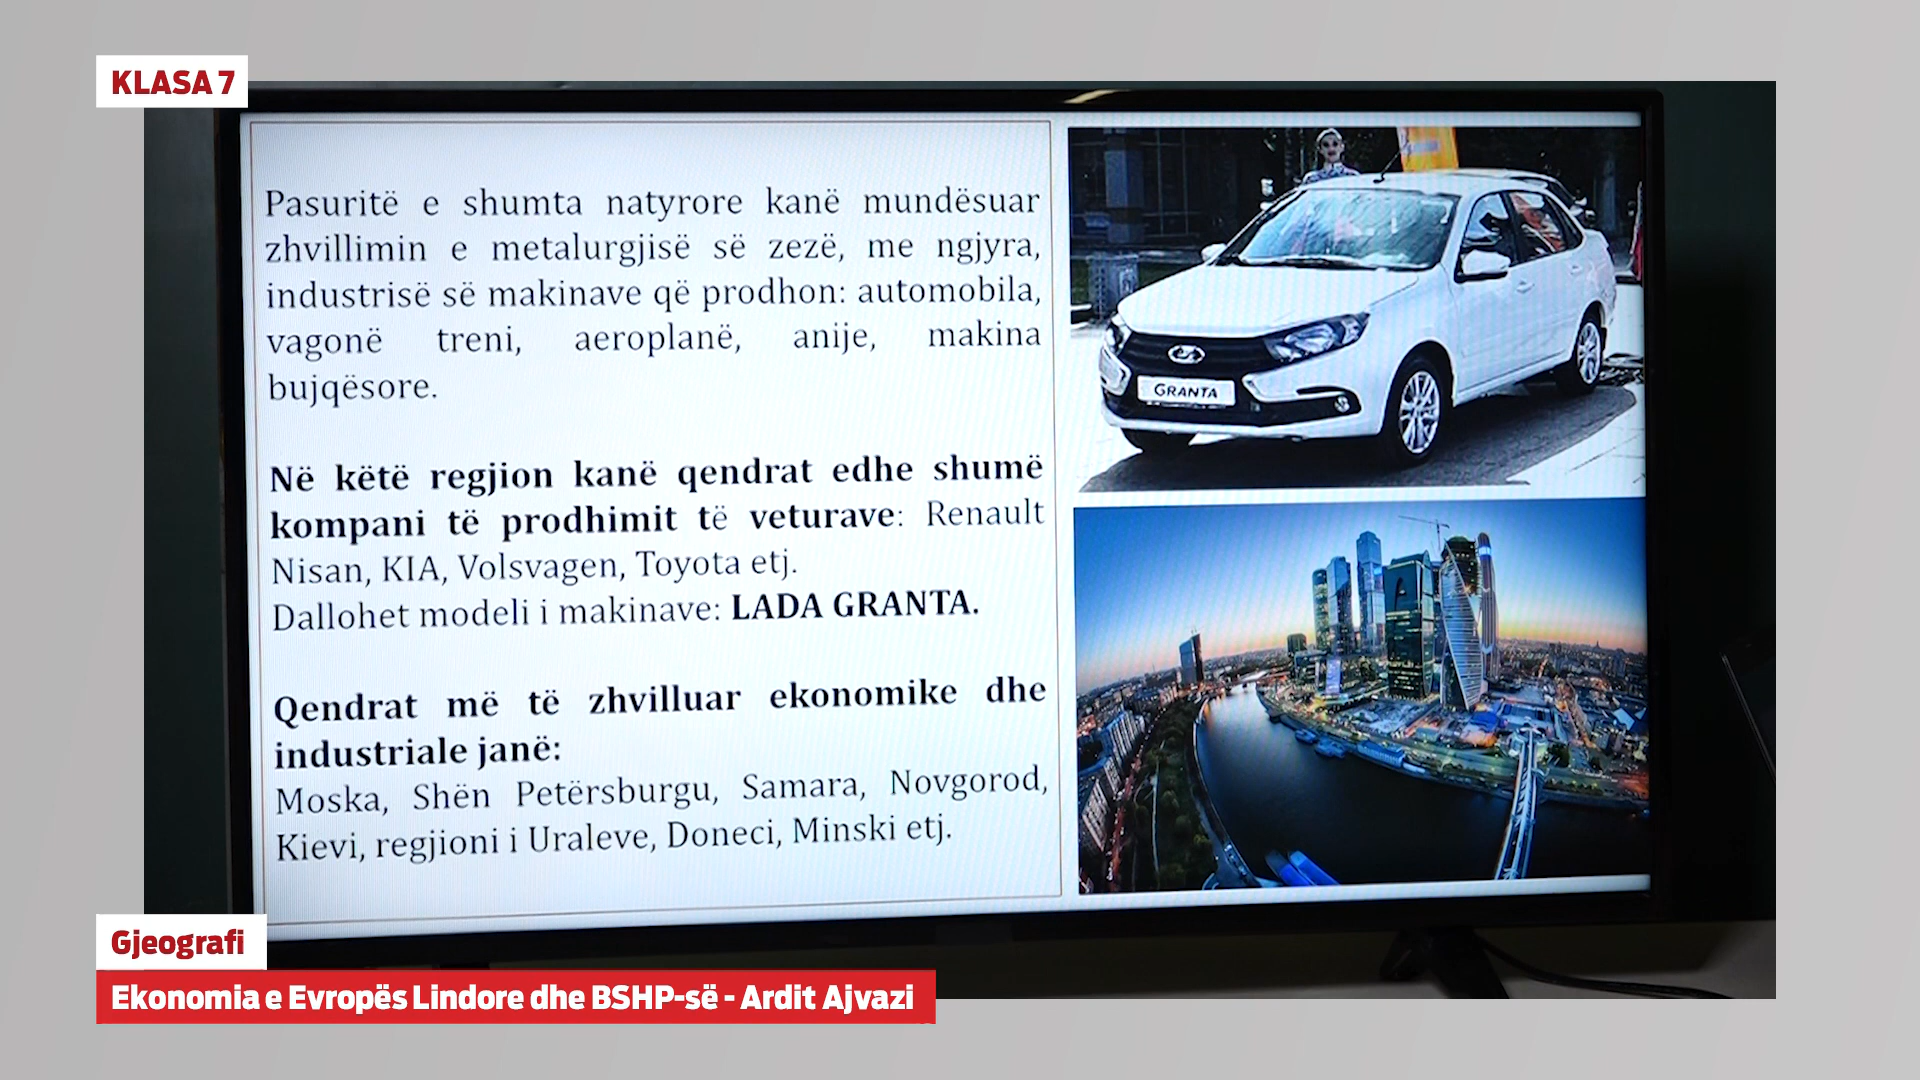 KLASA 7
Pasuritë e shumta natyrore kanë mundësuar
zhvillimin e metalurgjisë së zezë, me ngjyra,
industrisë së makinave që prodhon: automobila,
vagonë treni, aeroplanë, anije, makina
bujqësore.
Në këtë regjion kanë qendrat edhe shumë
kompani të prodhimit të veturave: Renault
Nisan, KIA, Volsvagen, Toyota etj.
Dallohet modeli i makinave: LADA GRANTA.
Qendrat më të zhvilluar ekonomike dhe
industriale janë:
Moska, Shën Petërsburgu, Samara, Novgorod,
Kievi, regjioni i Uraleve, Doneci, Minski etj.
GRANTA
Gjeografi
Ekonomia e Evropës Lindore dhe BSHP-së - Ardit Ajvazi